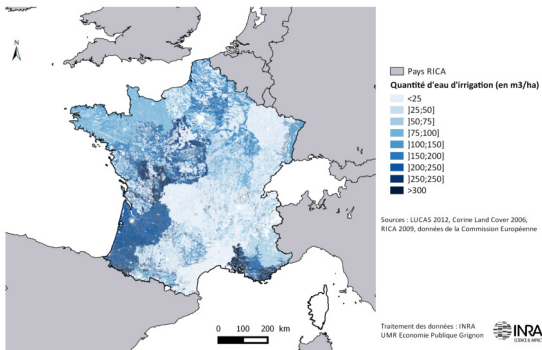 N
Pays RICA
Quantité d'eau d'irrigation (en m3/ha)
<25
]25;50]
]50;75]
]75;100]
]100;150]
]150;200]
]200;250]
]250;250]
>300
Sources : LUCAS 2012, Corine Land Cover 2006,
RICA 2009, données de la Commission Européenne
0 100 200 km
Traitement des données : INRA
UMR Economie Publique Grignon
INRA
SCIENCE & IMPACT